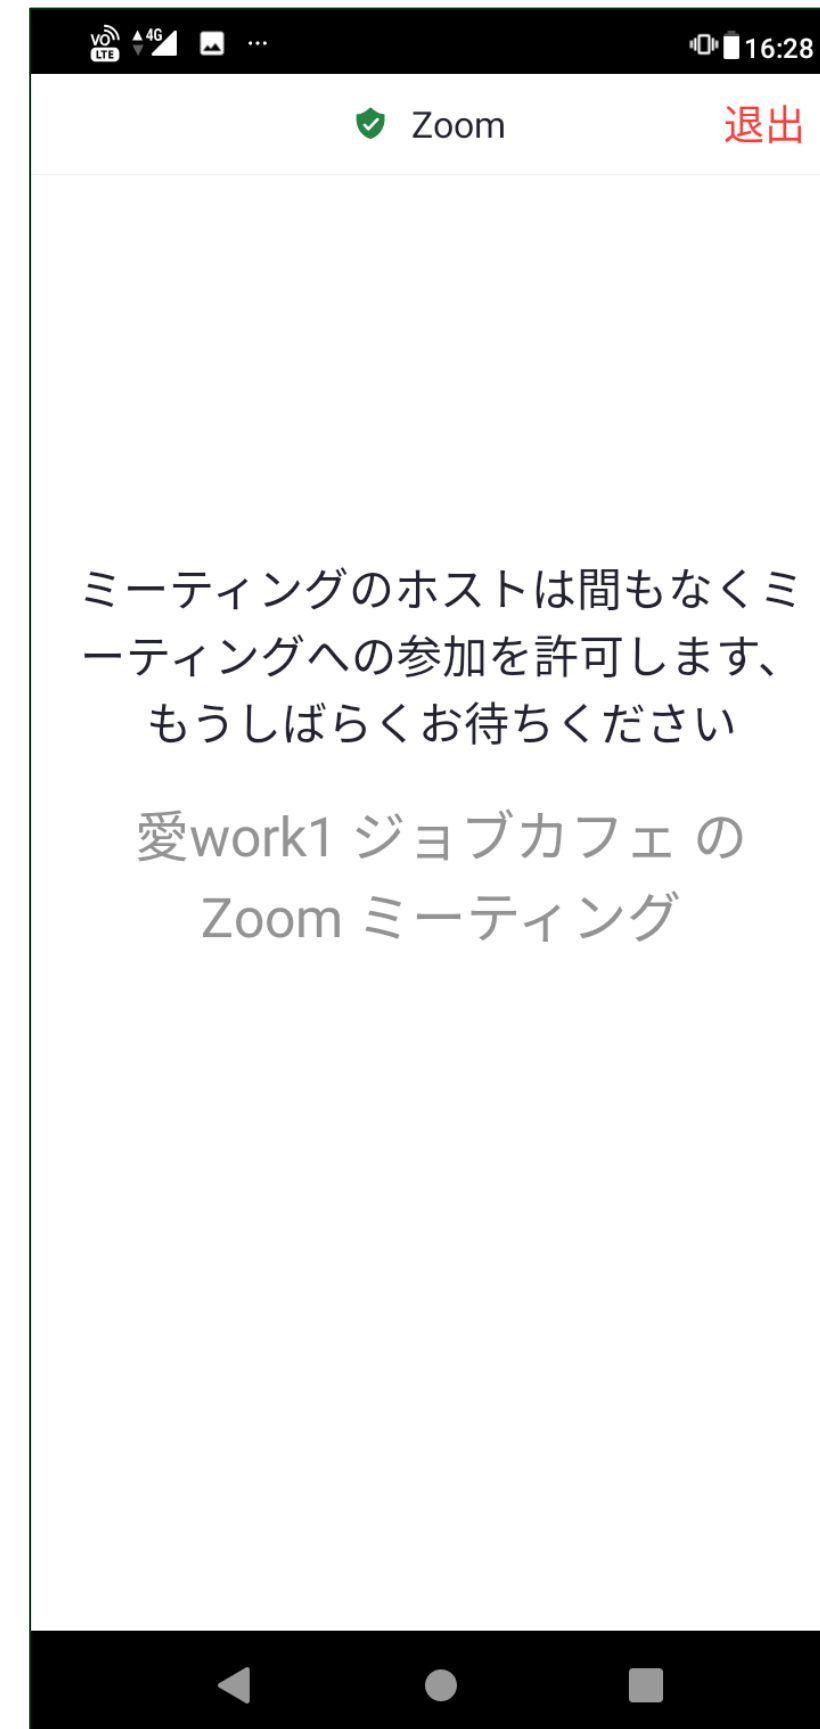 VO LTE 4G ... 16:28
Zoom 退出
ミーティングのホストは間もなくミ
ーティングへの参加を許可します、
もうしばらくお待ちください
愛work1 ジョブカフェ の
Zoom ミーティング